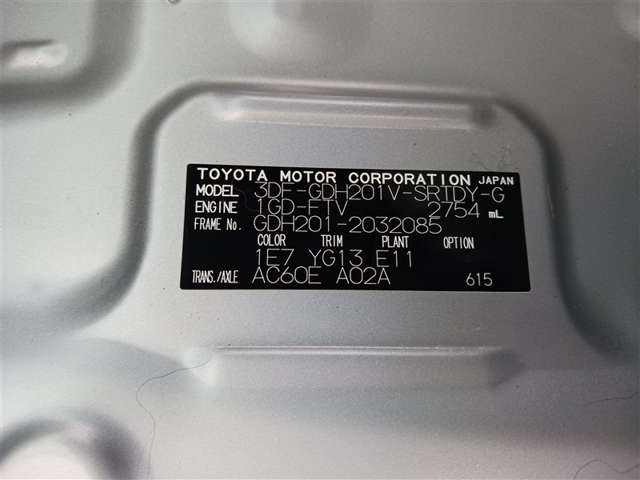 TOYOTA MOTOR CORPORATION JAPAN
MODEL 3DF-GDH201V-SRTDY-G
ENGINE 1GD-FTV 2754 mL
FRAME No. GDH201-2032085
COLOR TRIM PLANT OPTION
1E7 YG13 E11
TRANS./AXLE AC60E A02A 615